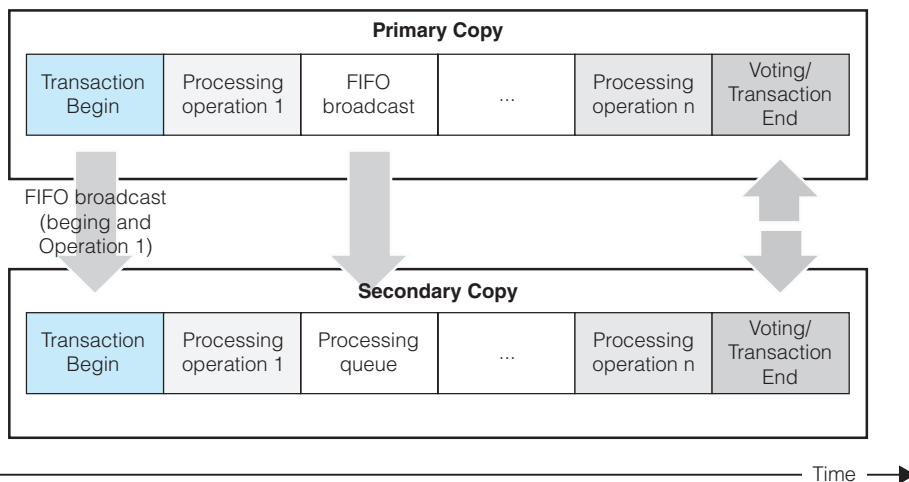 Primary Copy
Transaction
Begin
Processing
operation 1
FIFO
broadcast
...
Processing
operation n
Voting/
Transaction
End
FIFO broadcast
(beging and
Operation 1)
Secondary Copy
Transaction
Begin
Processing
operation 1
Processing
queue
...
Processing
operation n
Voting/
Transaction
End
Time